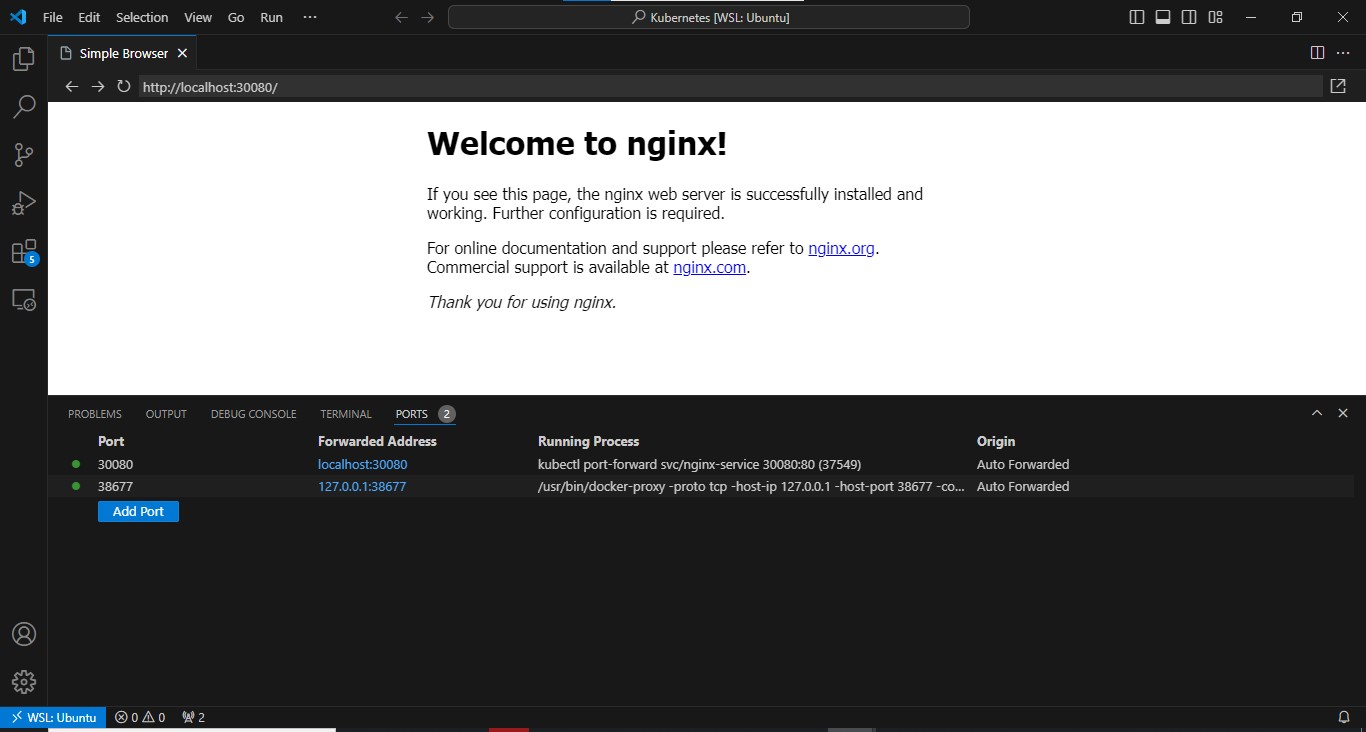 File Edit Selection View Go Run ··· Kubernetes [WSL: Ubuntu]
Simple Browser
http://localhost:30080/
Welcome to nginx!
If you see this page, the nginx web server is successfully installed and
working. Further configuration is required.
For online documentation and support please refer to nginx.org.
Commercial support is available at nginx.com.
Thank you for using nginx.
5
PROBLEMS OUTPUT DEBUG CONSOLE TERMINAL PORTS 2
Port Forwarded Address Running Process Origin
30080 localhost:30080 kubectl port-forward svc/nginx-service 30080:80 (37549) Auto Forwarded
38677 127.0.0.1:38677 /usr/bin/docker-proxy -proto tcp -host-ip 127.0.0.1 -host-port 38677 -co... Auto Forwarded
Add Port
WSL: Ubuntu 0 0 2